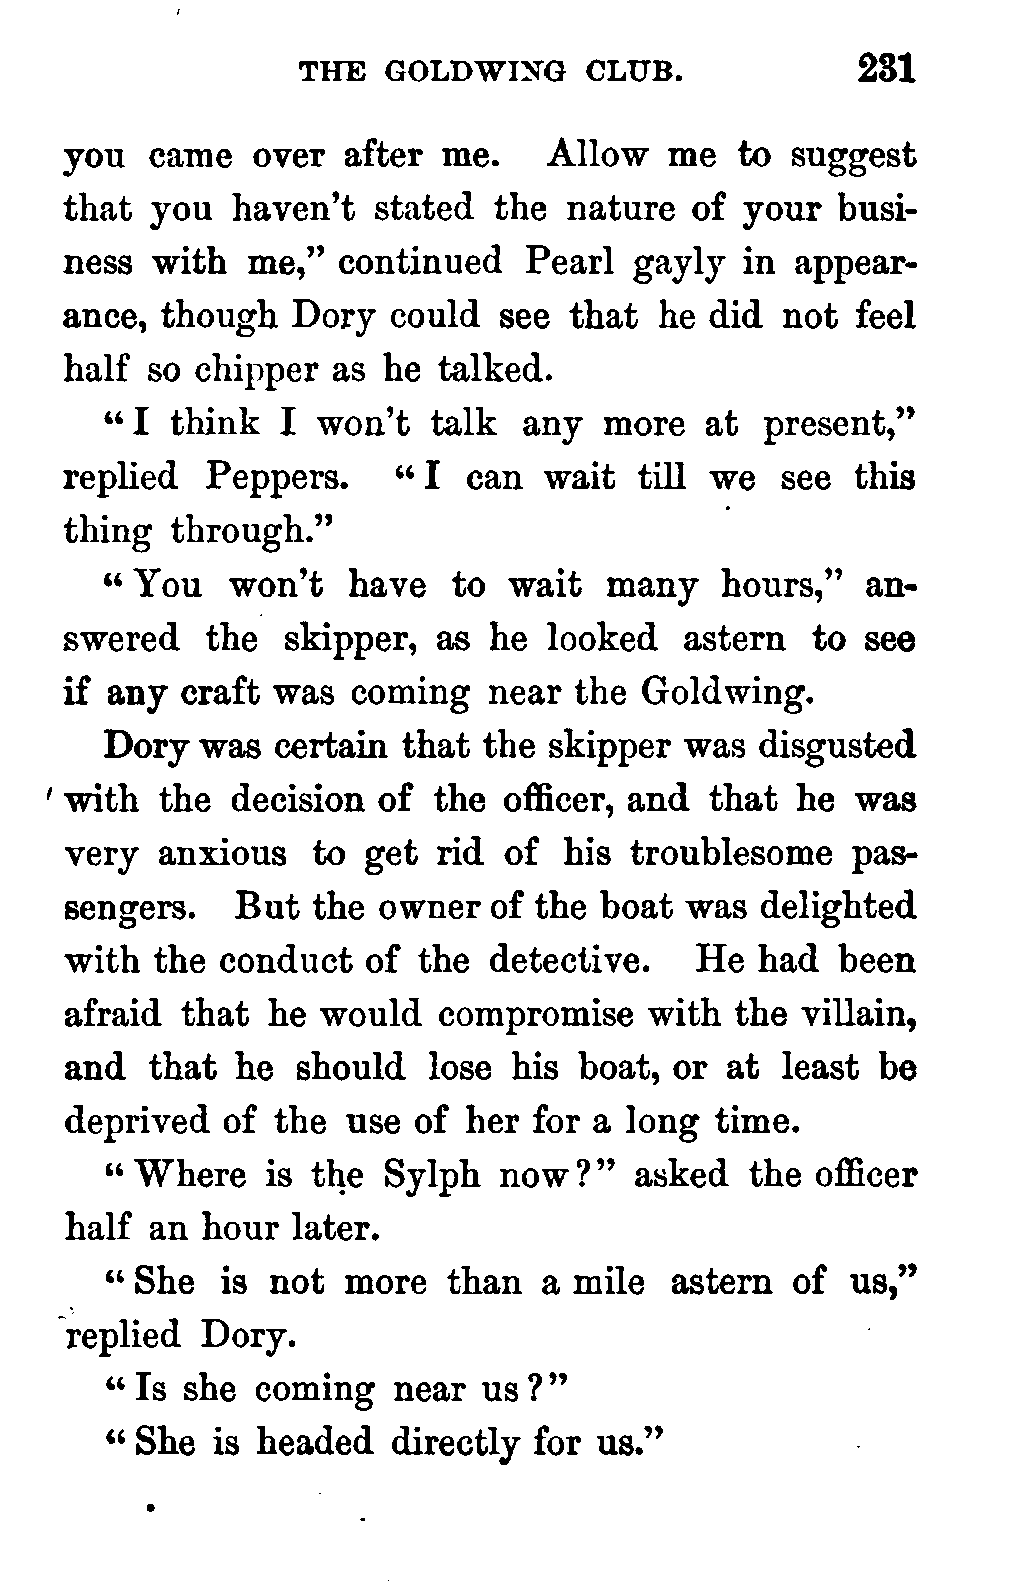 THE GOLDWING CLUB. 231
you came over after me. Allow me to suggest
that you haven't stated the nature of your busi-
ness with me," continued Pearl gayly in appear-
ance, though Dory could see that he did not feel
half so chipper as he talked.
"I think I won't talk any more at present,"
replied Peppers. "I can wait till we see this
thing through."
"You won't have to wait many hours," an-
swered the skipper, as he looked astern to see
if any craft was coming near the Goldwing.
Dory was certain that the skipper was disgusted
with the decision of the officer, and that he was
very anxious to get rid of his troublesome pas-
sengers. But the owner of the boat was delighted
with the conduct of the detective. He had been
afraid that he would compromise with the villain,
and that he should lose his boat, or at least be
deprived of the use of her for a long time.
"Where is the Sylph now?" asked the officer
half an hour later.
"She is not more than a mile astern of us,"
replied Dory.
"Is she coming near us?"
"She is headed directly for us."